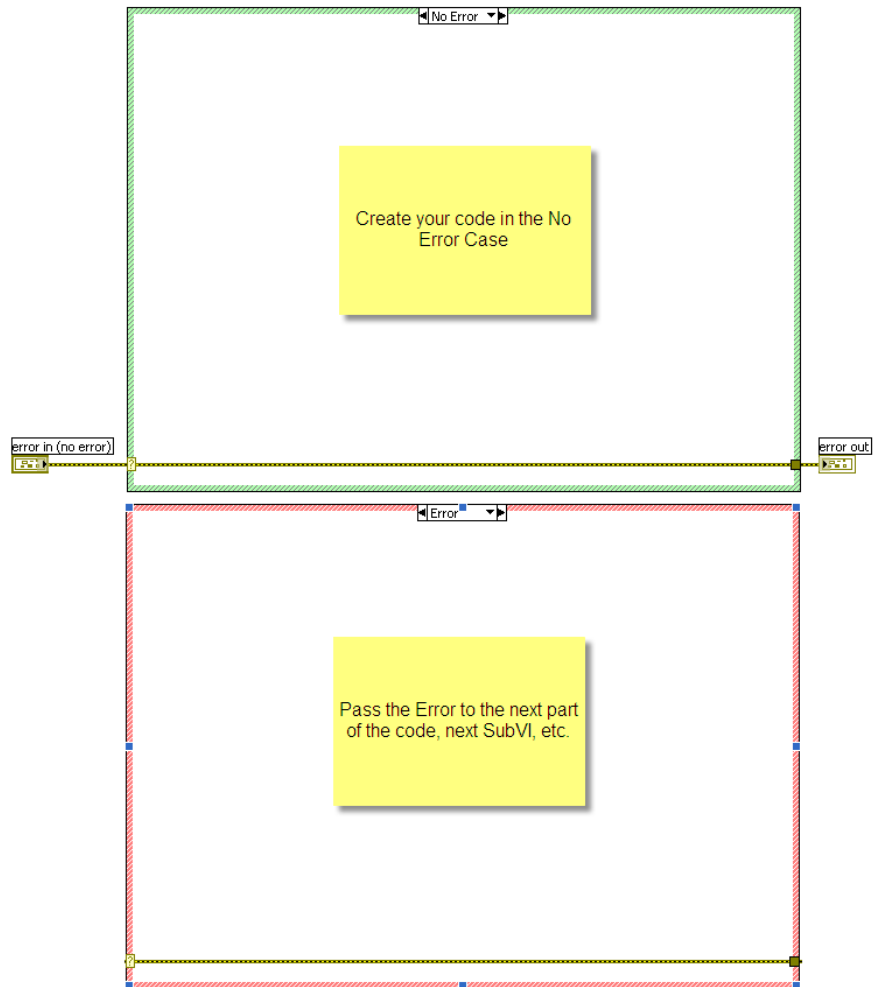 No Error
Create your code in the No
Error Case
error in (no error)
error out
?
Error
Pass the Error to the next part
of the code, next SubVI, etc.
?